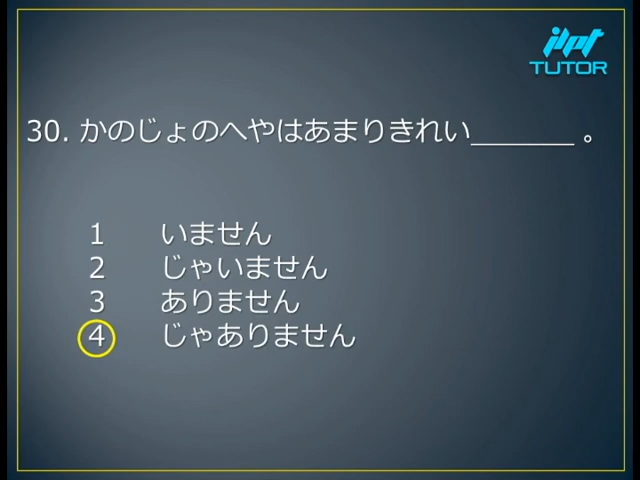 jlpt
TUTOR
30. かのじょのへやはあまりきれい_______ 。
1 いません
2 じゃいません
3 ありません
4 じゃありません